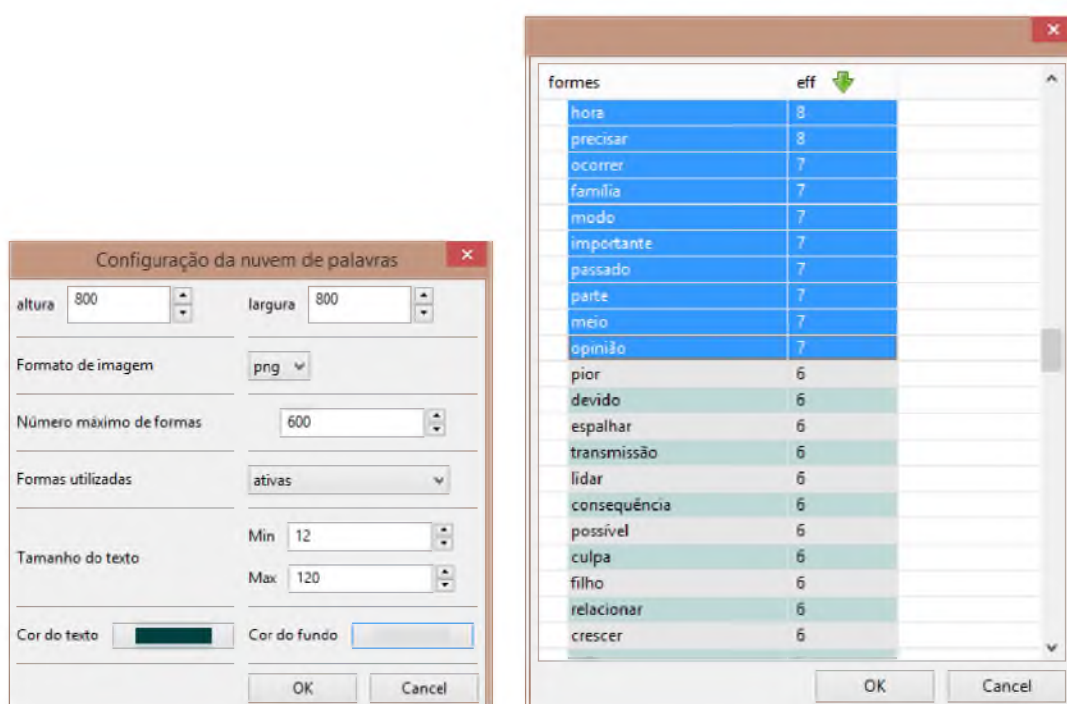 Configuração da nuvem de palavras
altura 800 largura 800
Formato de imagem png
Número máximo de formas 600
Formas utilizadas ativas
Tamanho do texto
Min 12
Max 120
Cor do texto Cor do fundo
OK Cancel
formes eff
hora 8
precisar 8
ocorrer 7
família 7
modo 7
importante 7
passado 7
parte 7
meio 7
opinião 7
pior 6
devido 6
espalhar 6
transmissão 6
lidar 6
consequência 6
possível 6
culpa 6
filho 6
relacionar 6
crescer 6
OK Cancel